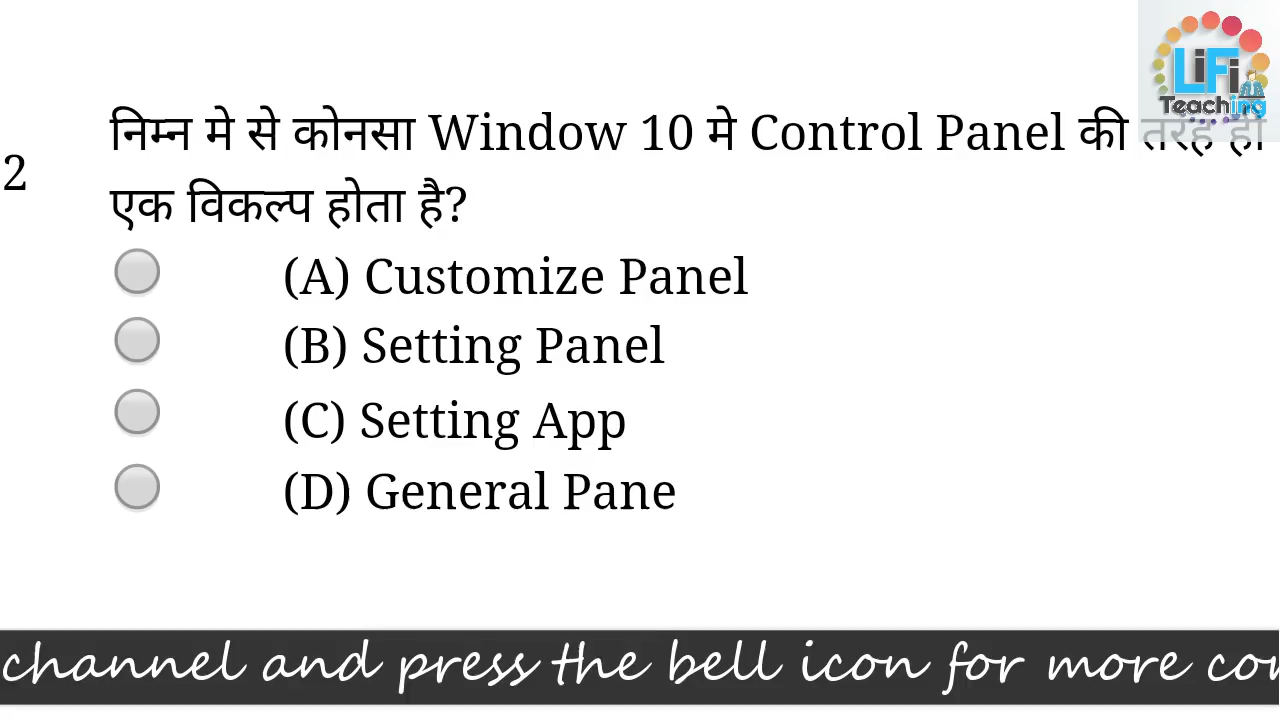 LiFi
Teaching
निम्न मे से कोनसा Window 10 मे Control Panel की तरह ही
2
एक विकल्प होता है?
(A) Customize Panel
(B) Setting Panel
(C) Setting App
(D) General Pane
channel and press the bell icon for more